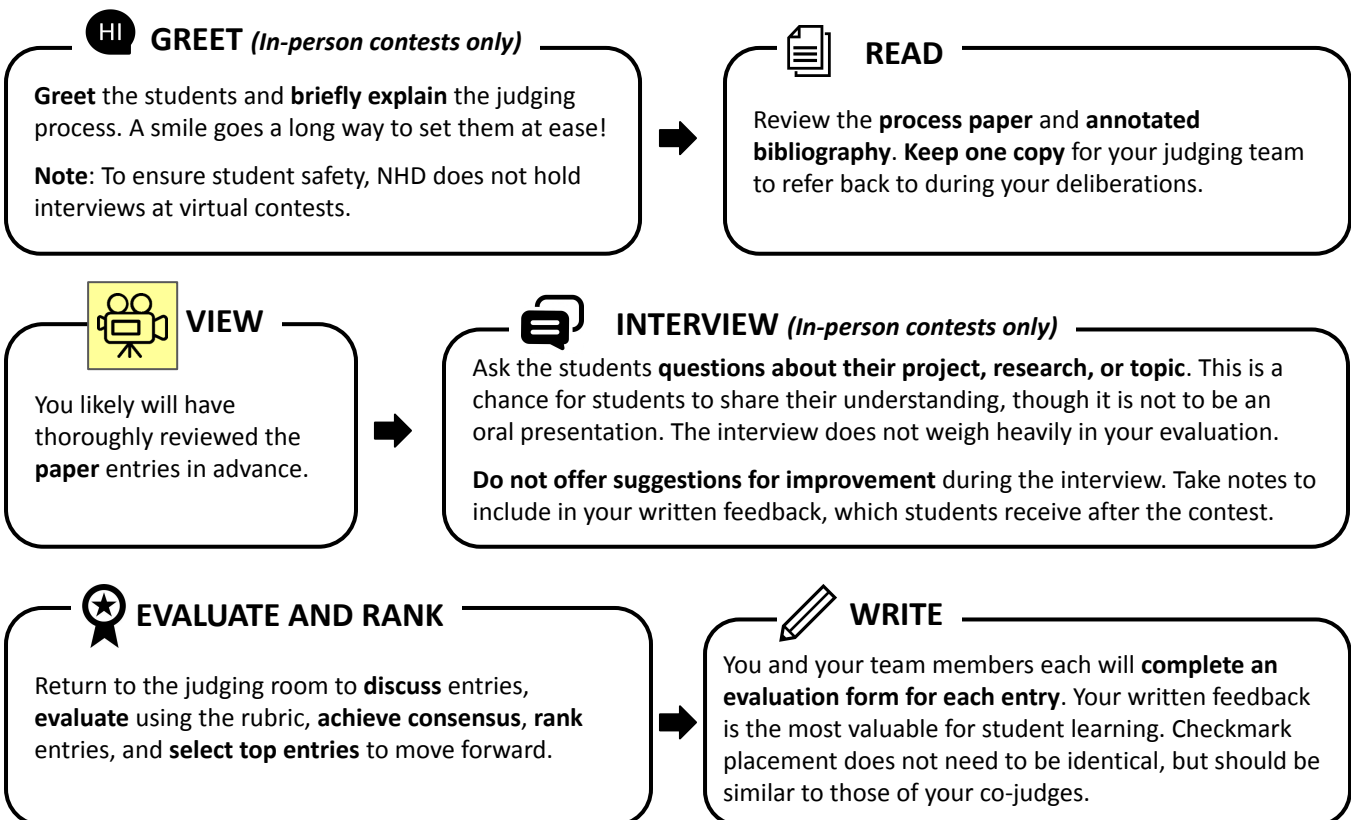 HI
GREET (In-person contests only)
Greet the students and briefly explain the judging
process. A smile goes a long way to set them at ease!
Note: To ensure student safety, NHD does not hold
interviews at virtual contests.
READ
Review the process paper and annotated
bibliography. Keep one copy for your judging team
to refer back to during your deliberations.
VIEW
You likely will have
thoroughly reviewed the
paper entries in advance.
INTERVIEW (In-person contests only)
Ask the students questions about their project, research, or topic. This is a
chance for students to share their understanding, though it is not to be an
oral presentation. The interview does not weigh heavily in your evaluation.
Do not offer suggestions for improvement during the interview. Take notes to
include in your written feedback, which students receive after the contest.
EVALUATE AND RANK
Return to the judging room to discuss entries,
evaluate using the rubric, achieve consensus, rank
entries, and select top entries to move forward.
WRITE
You and your team members each will complete an
evaluation form for each entry. Your written feedback
is the most valuable for student learning. Checkmark
placement does not need to be identical, but should be
similar to those of your co-judges.